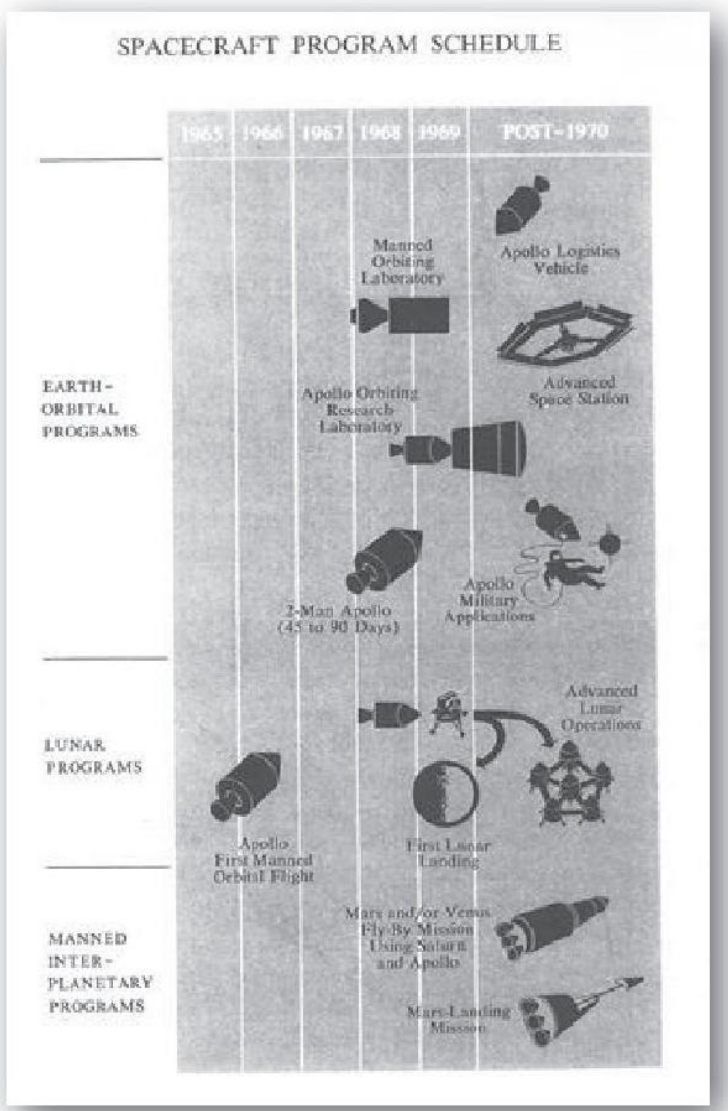 SPACECRAFT PROGRAM SCHEDULE
1965 1966 1967 1968 1969 POST-1970
EARTH-
ORBITAL
PROGRAMS
Apollo Logistics
Vehicle
Manned
Orbiting
Laboratory
Advanced
Space Station
Apollo Orbiting
Research
Laboratory
2-Man Apollo
(45 to 90 Days)
Apollo
Military
Applications
LUNAR
PROGRAMS
Advanced
Lunar
Operations
Apollo
First Manned
Orbital Flight
First Lunar
Landing
MANNED
INTER-
PLANETARY
PROGRAMS
Mars and/or Venus
Fly-By Mission
Using Saturn
and Apollo
Mars-Landing
Mission